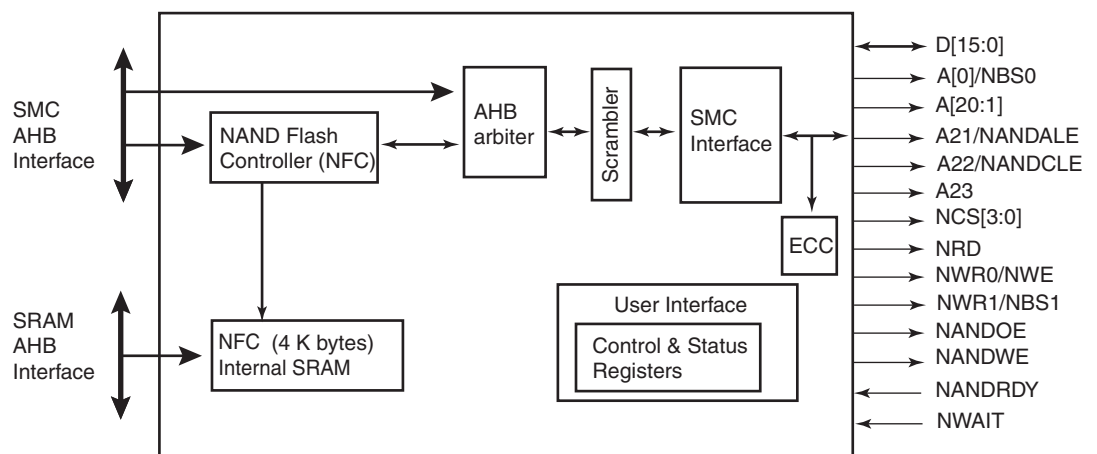 SMC
AHB
Interface
NAND Flash
Controller (NFC)
AHB
arbiter
Scrambler
SMC
Interface
ECC
SRAM
AHB
Interface
NFC (4 K bytes)
Internal SRAM
User Interface
Control & Status
Registers
D[15:0]
A[0]/NBS0
A[20:1]
A21/NANDALE
A22/NANDCLE
A23
NCS[3:0]
NRD
NWR0/NWE
NWR1/NBS1
NANDOE
NANDWE
NANDRDY
NWAIT